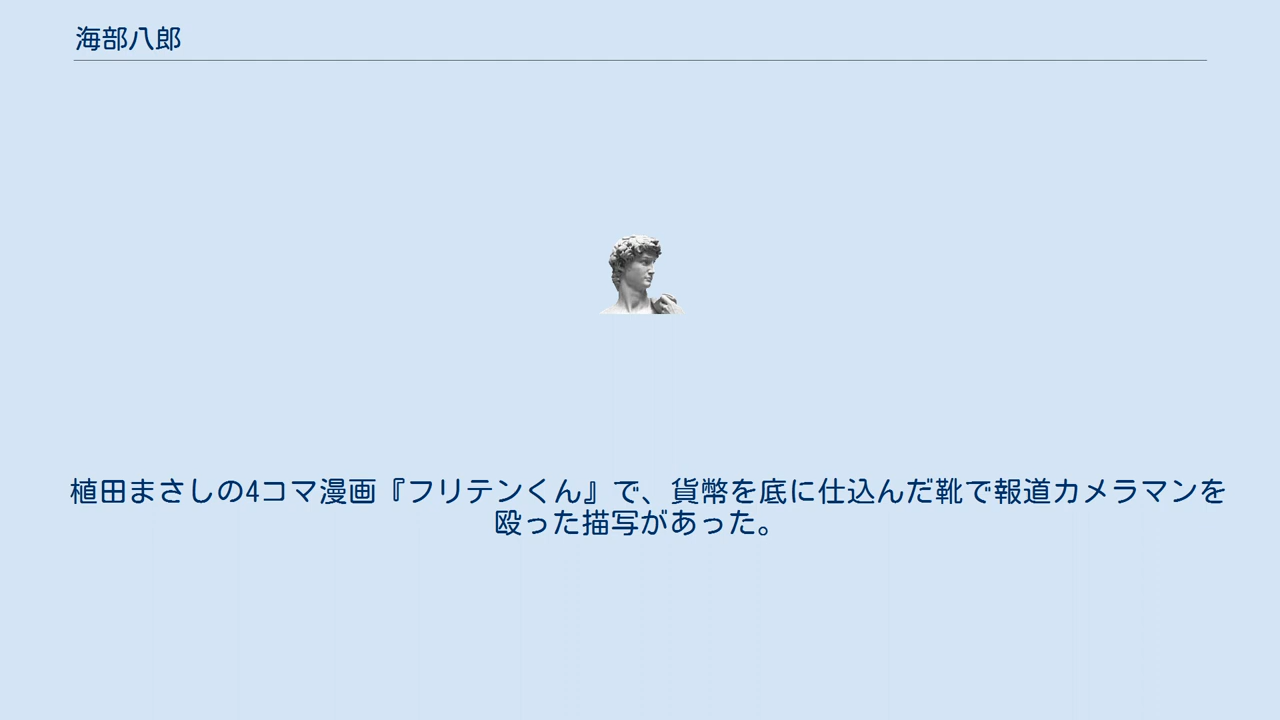 海部八郎
植田まさしの4コマ漫画『フリテンくん』で、貨幣を底に仕込んだ靴で報道カメラマンを
殴った描写があった。